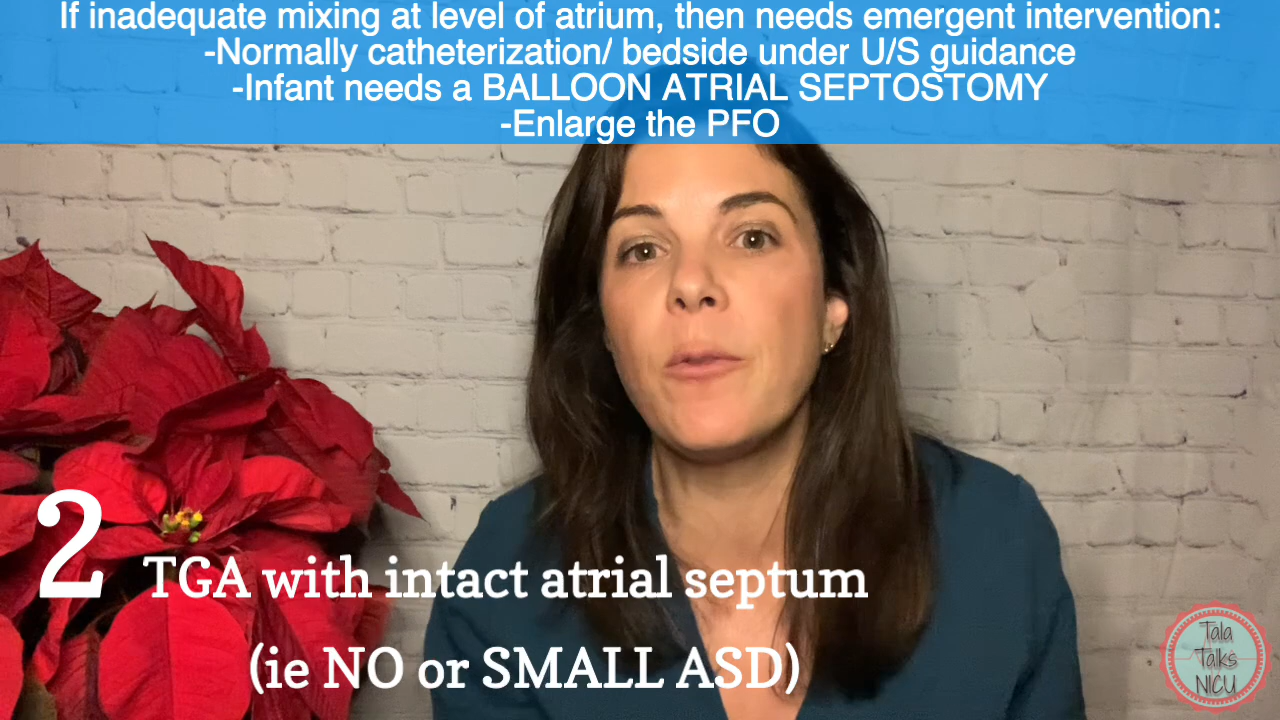 If inadequate mixing at level of atrium, then needs emergent intervention:
-Normally catheterization/ bedside under U/S guidance
-Infant needs a BALLOON ATRIAL SEPTOSTOMY
-Enlarge the PFO
2 TGA with intact atrial septum
(ie NO or SMALL ASD)
Tala
Talks
NICU